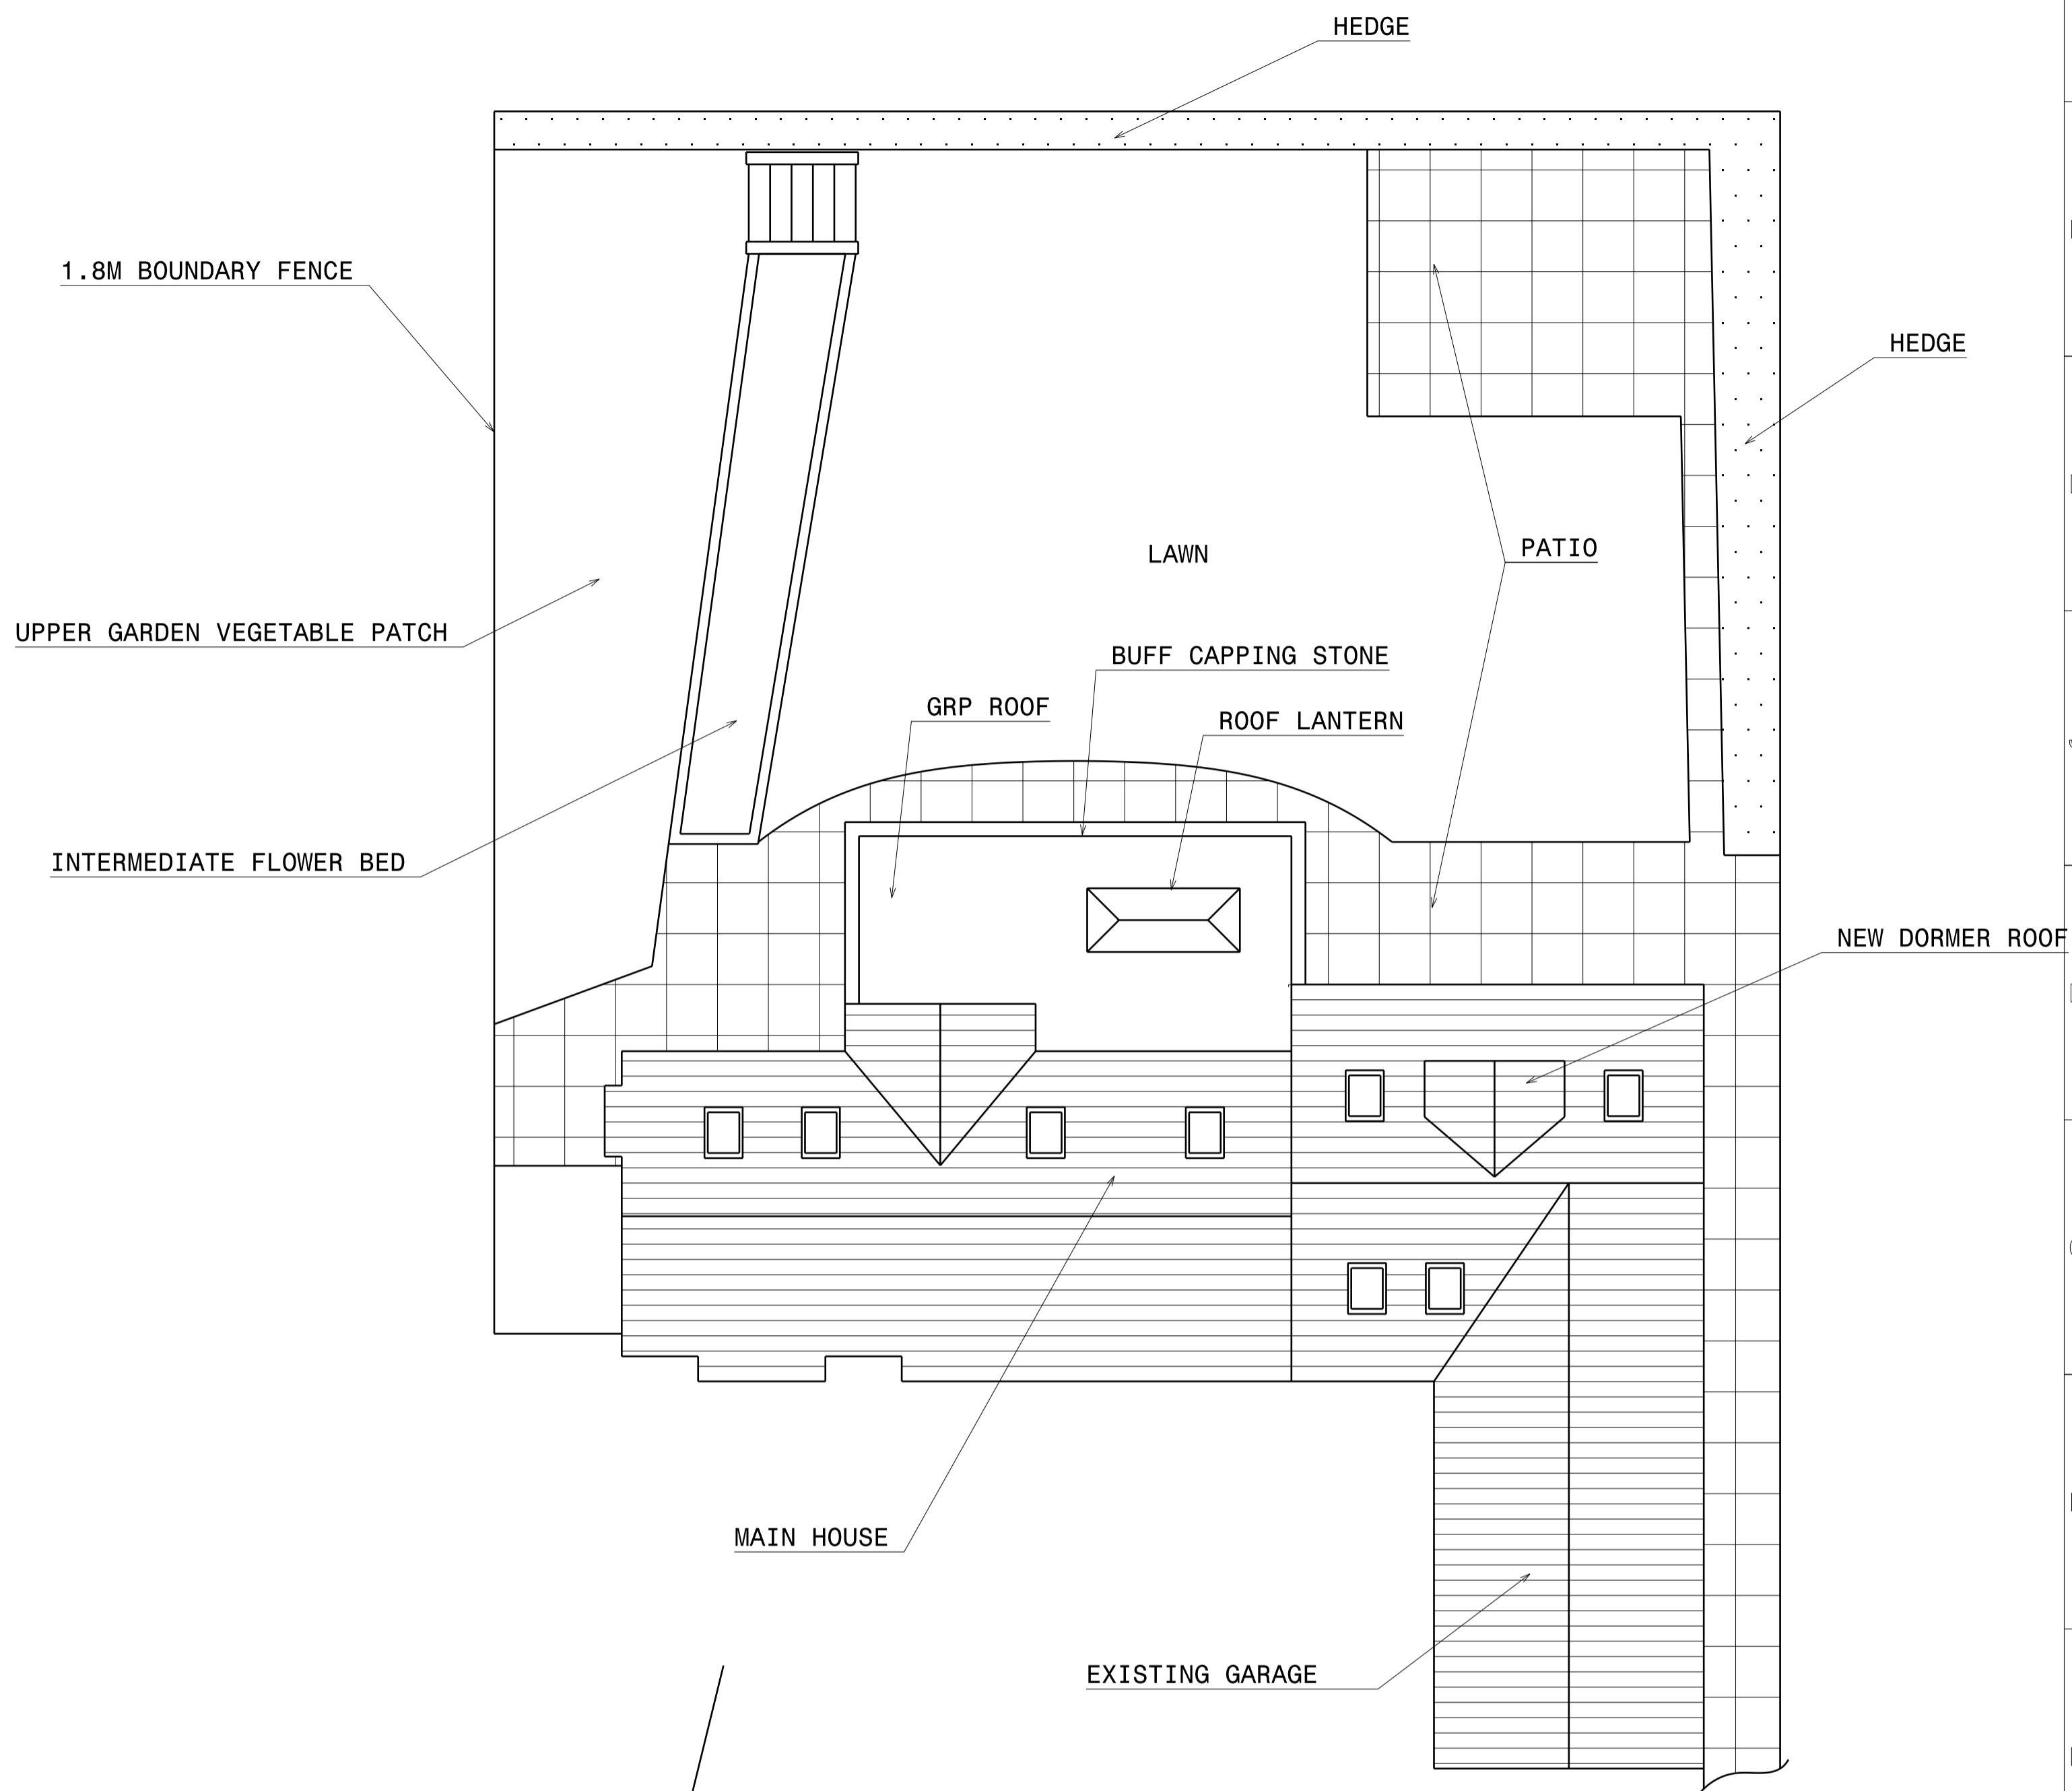 HEDGE
1.8M BOUNDARY FENCE
HEDGE
LAWN
PATIO
UPPER GARDEN VEGETABLE PATCH
BUFF CAPPING STONE
GRP ROOF
ROOF LANTERN
INTERMEDIATE FLOWER BED
NEW DORMER ROOF
MAIN HOUSE
EXISTING GARAGE